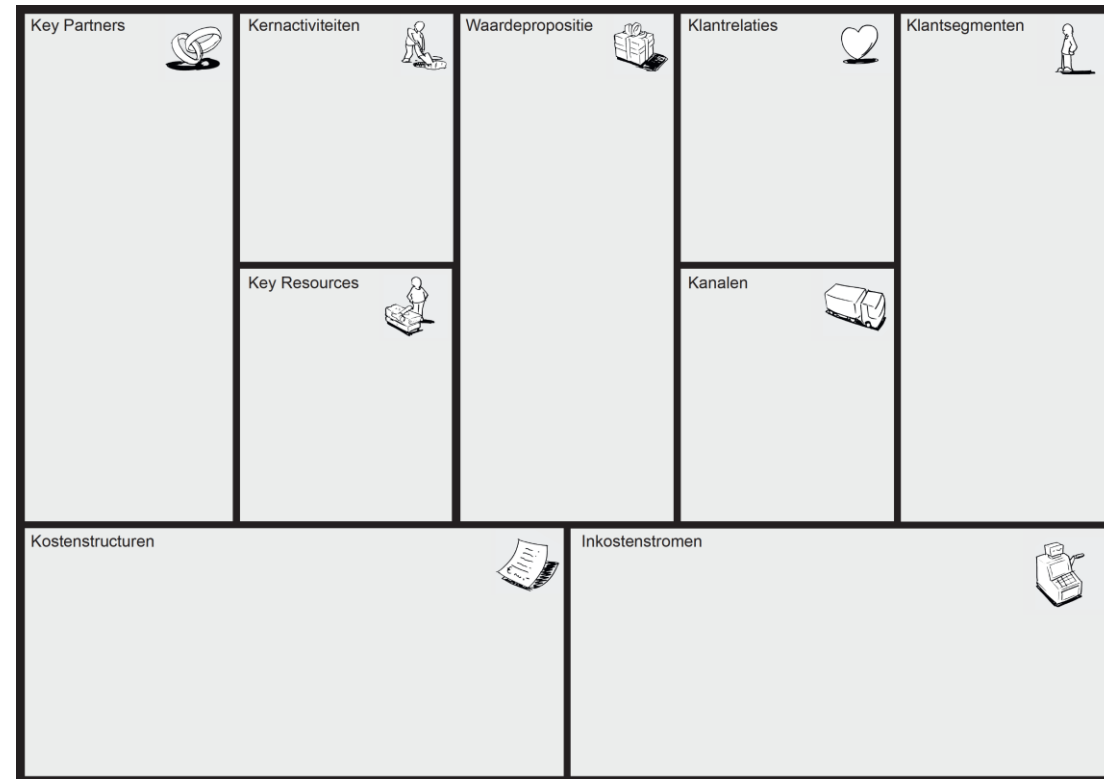 Key Partners
Kernactiviteiten
Waardepropositie
Klantrelaties
Klantsegmenten
Key Resources
Kanalen
Kostenstructuren
Inkostenstromen